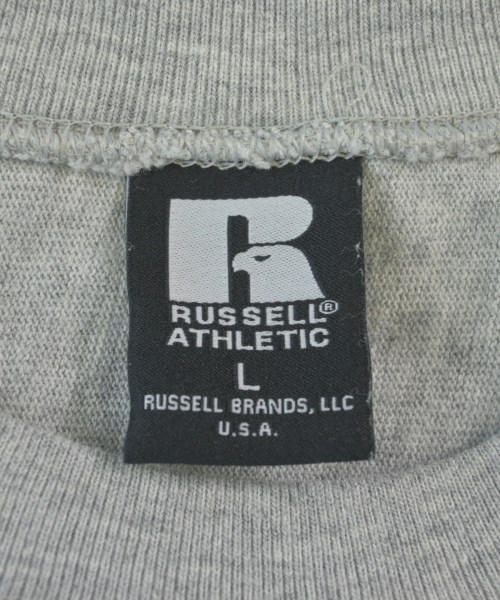 R
RUSSELL®
ATHLETIC
L
RUSSELL BRANDS, LLC
U.S.A.